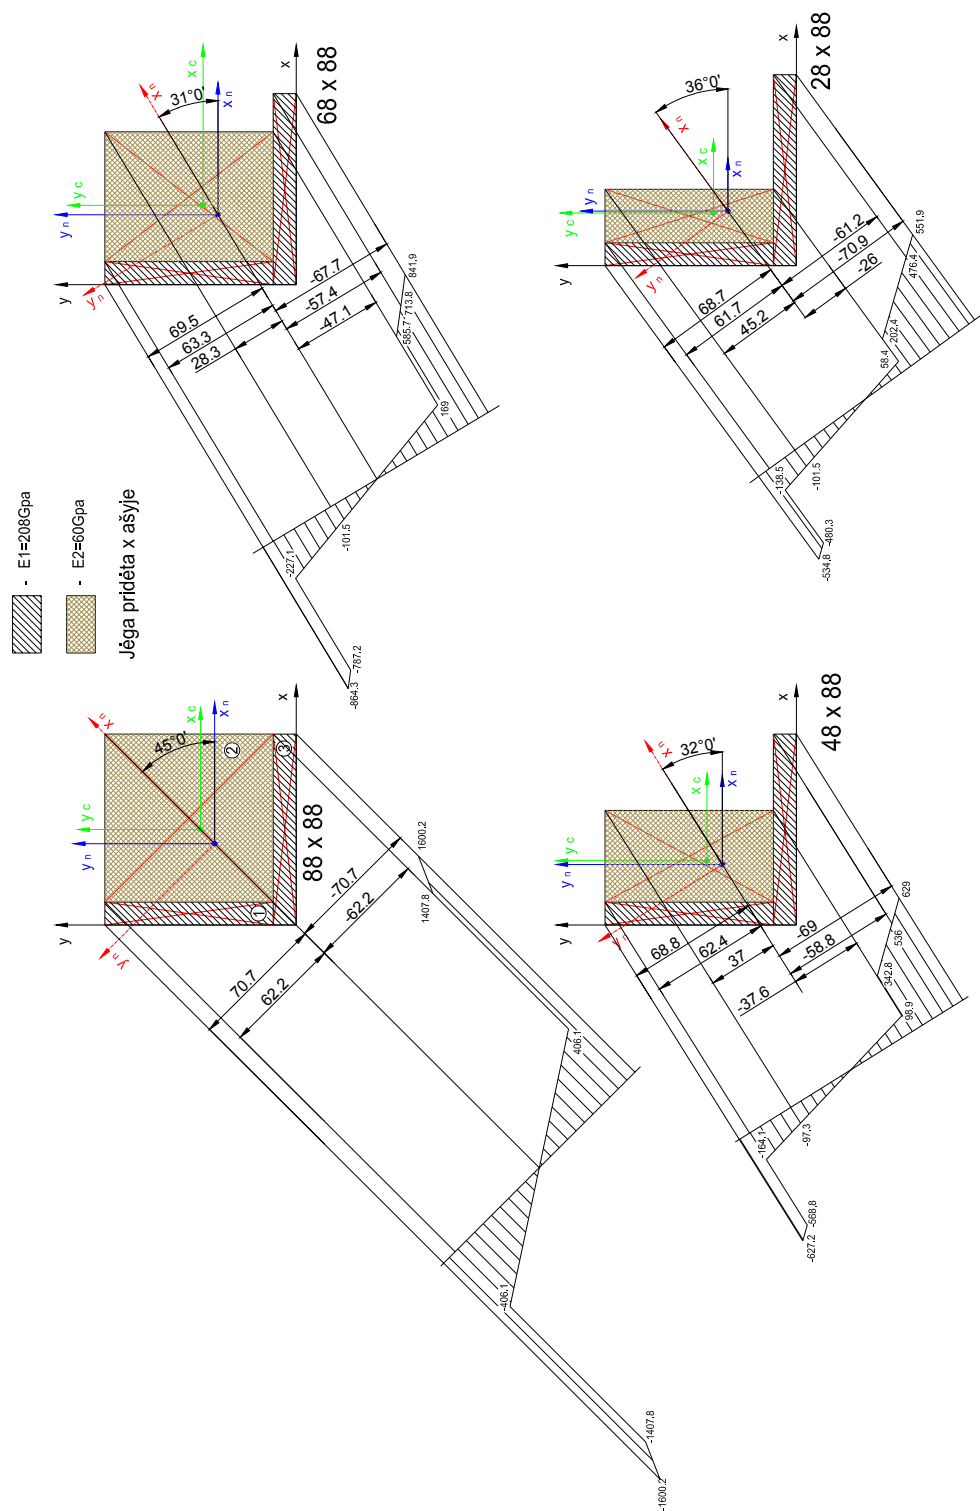 - E1=208Gpa
- E2=60Gpa
Jėga pridėta x ašyje
y
y n
y c
x c
x n
x n
y n
31°0'
x
68 x 88
69.5
63.3
28.3
-67.7
-57.4
-47.1
841.9
713.8
585.7
169
-101.5
-227.1
-787.2
-864.3
y
y n
y c
x c
x n
x n
y n
36°0'
x
28 x 88
68.7
61.7
45.2
-61.2
-70.9
-26
551.9
476.4
202.4
58.4
-101.5
-138.5
-480.3
-534.8
y
y n
y c
x c
x n
x n
y n
45°0'
1
2
3
x
88 x 88
70.7
62.2
-70.7
-62.2
1600.2
1407.8
406.1
-406.1
-1407.8
-1600.2
y
y n
y c
x c
x n
x n
y n
32°0'
x
48 x 88
68.8
62.4
37
-69
-58.8
-37.6
629
536
342.8
98.9
-97.3
-164.1
-568.8
-627.2